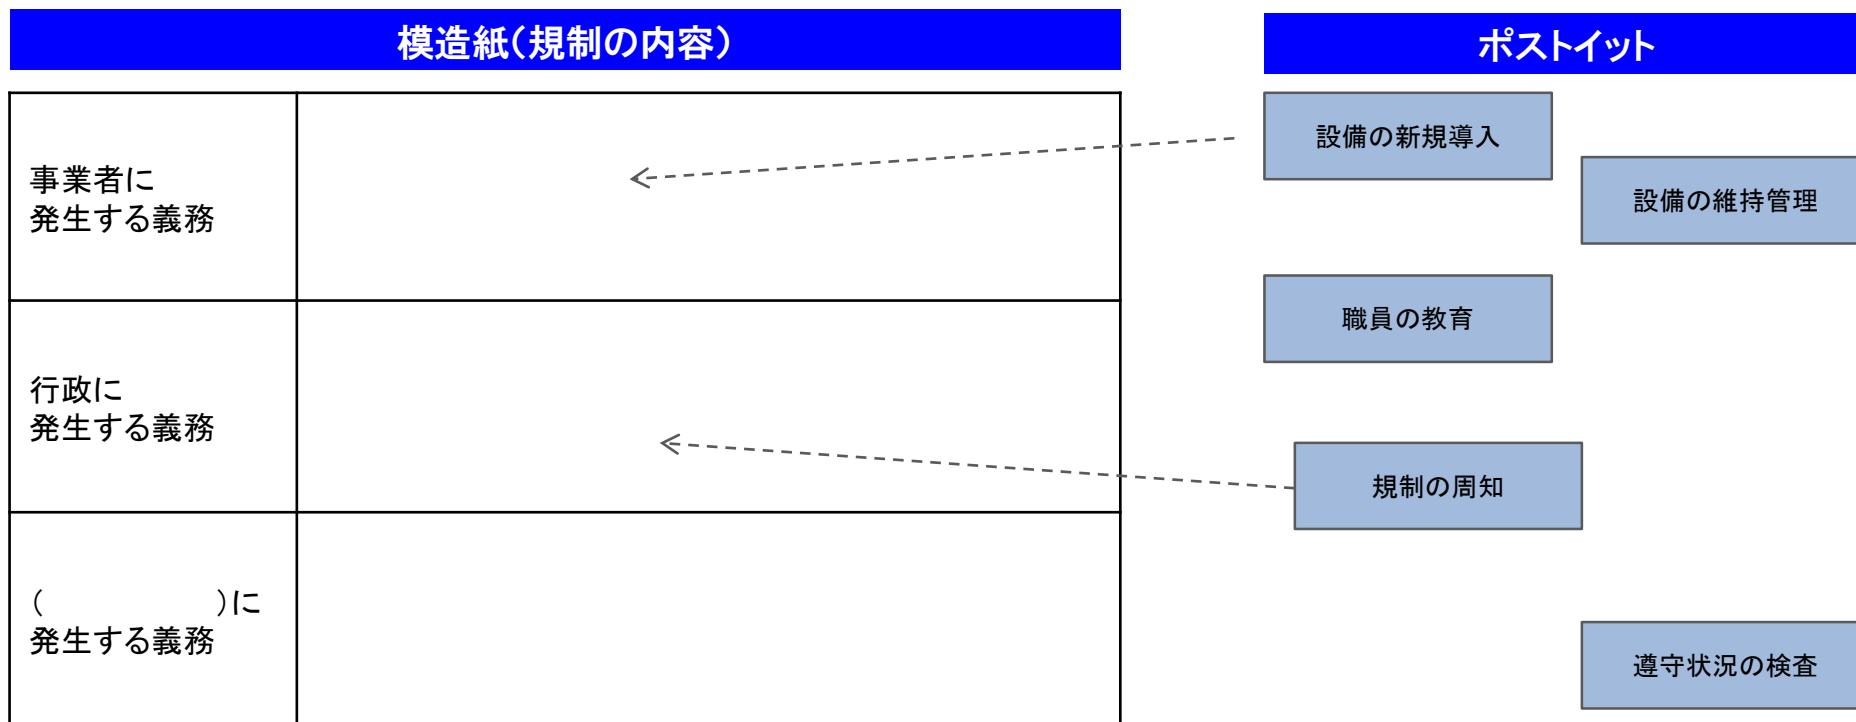 模造紙(規制の内容)
ポストイット
事業者に
発生する義務
行政に
発生する義務
(　　　　　)に
発生する義務
設備の新規導入
設備の維持管理
職員の教育
規制の周知
遵守状況の検査